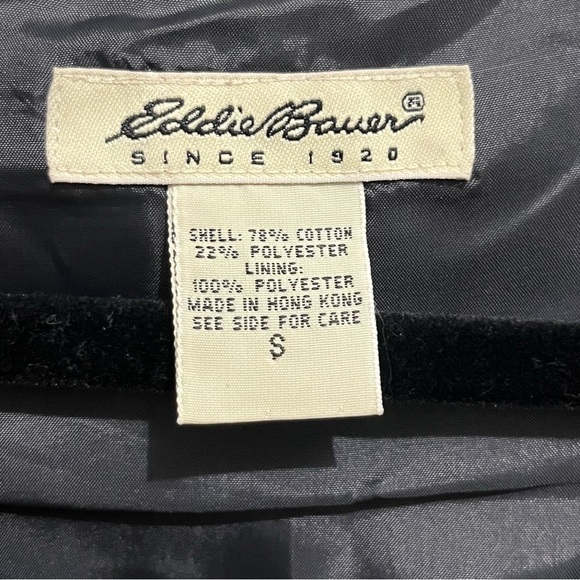 Eddie Bauer®
SINCE 1920
SHELL: 78% COTTON
22% POLYESTER
LINING:
100% POLYESTER
MADE IN HONG KONG
SEE SIDE FOR CARE
S